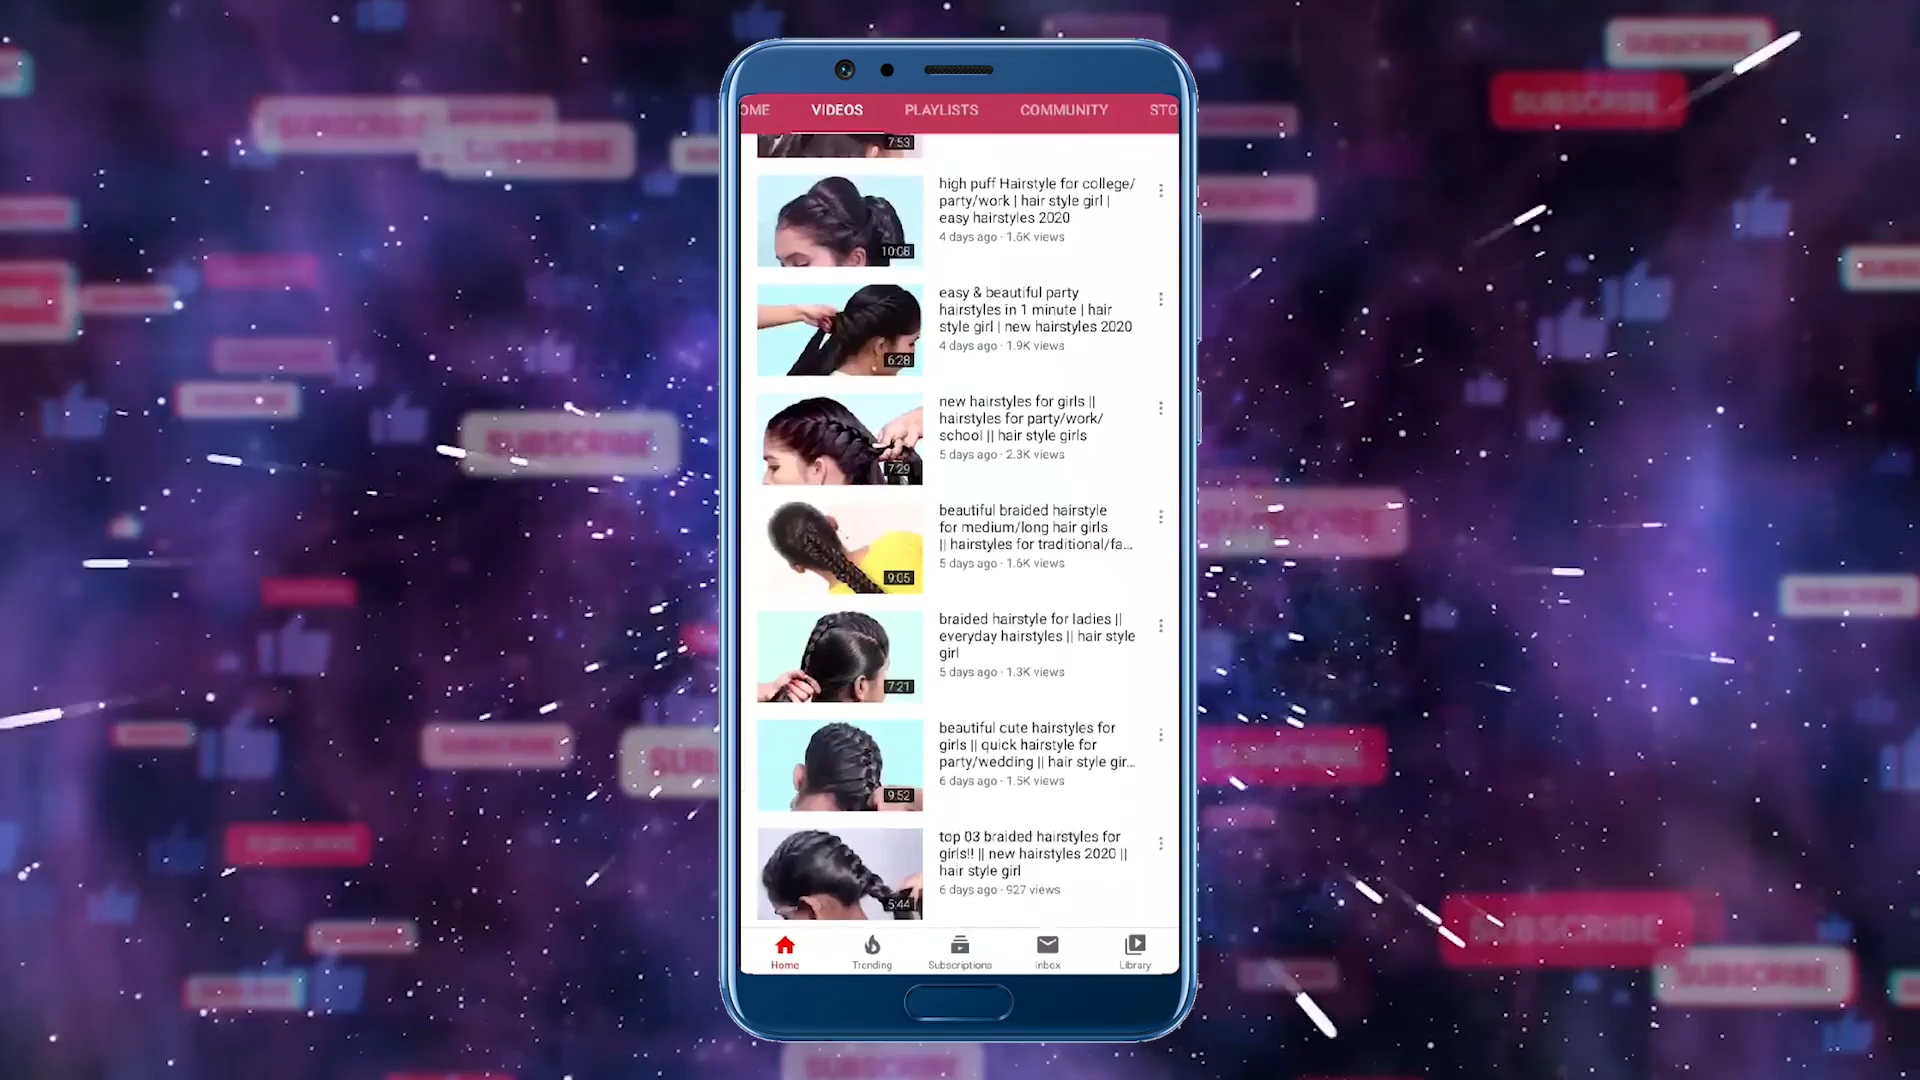 SUBSCRIBE
SUBSCRIBE
SUBSCRIBE
SUBSCRIBE
OME VIDEOS PLAYLISTS COMMUNITY STO
7:53
high puff Hairstyle for college/
party/work | hair style girl |
easy hairstyles 2020
4 days ago · 1.6K views
10:08
easy & beautiful party
hairstyles in 1 minute | hair
style girl | new hairstyles 2020
4 days ago · 1.9K views
6:28
new hairstyles for girls ||
hairstyles for party/work/
school || hair style girls
5 days ago · 2.3K views
7:29
beautiful braided hairstyle
for medium/long hair girls
|| hairstyles for traditional/fa...
5 days ago · 1.6K views
9:05
braided hairstyle for ladies ||
everyday hairstyles || hair style
girl
5 days ago · 1.3K views
7:21
beautiful cute hairstyles for
girls || quick hairstyle for
party/wedding || hair style gir...
6 days ago · 1.5K views
9:52
top 03 braided hairstyles for
girls!! || new hairstyles 2020 ||
hair style girl
6 days ago · 927 views
5:44
Home Trending Subscriptions Inbox Library
SUBSCRIBE
SUBSCRIBE